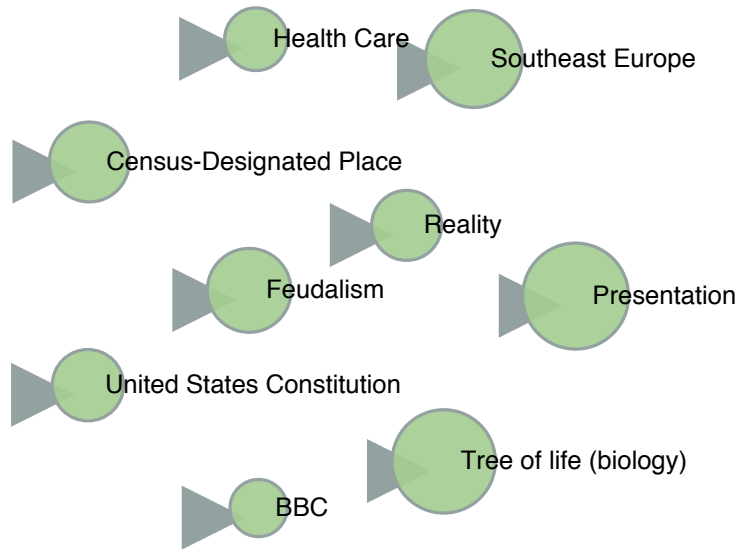 Health Care
Southeast Europe
Census-Designated Place
Reality
Feudalism
Presentation
United States Constitution
Tree of life (biology)
BBC